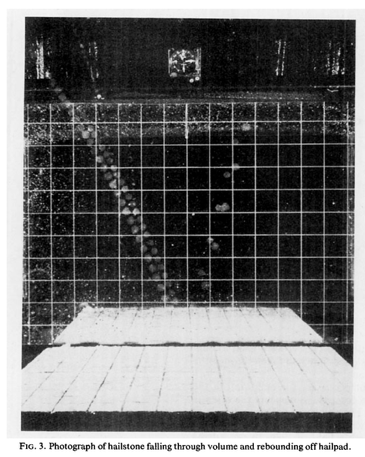 FIG. 3. Photograph of hailstone falling through volume and rebounding off hailpad.